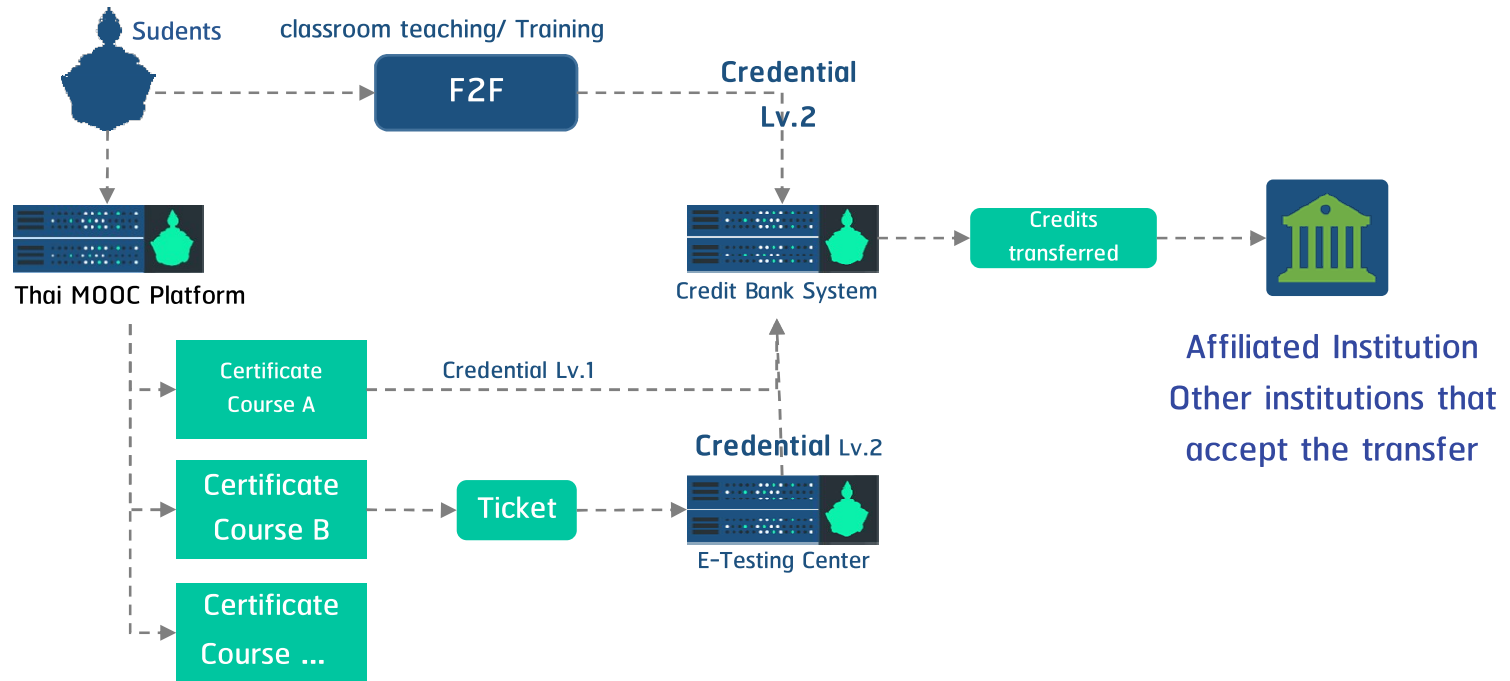 Sudents
classroom teaching/ Training
F2F
Credential
Lv.2
Thai MOOC Platform
Credit Bank System
Credits
transferred
Affiliated Institution
Other institutions that
accept the transfer
Certificate
Course A
Credential Lv.1
Certificate
Course B
Ticket
Credential Lv.2
E-Testing Center
Certificate
Course ...